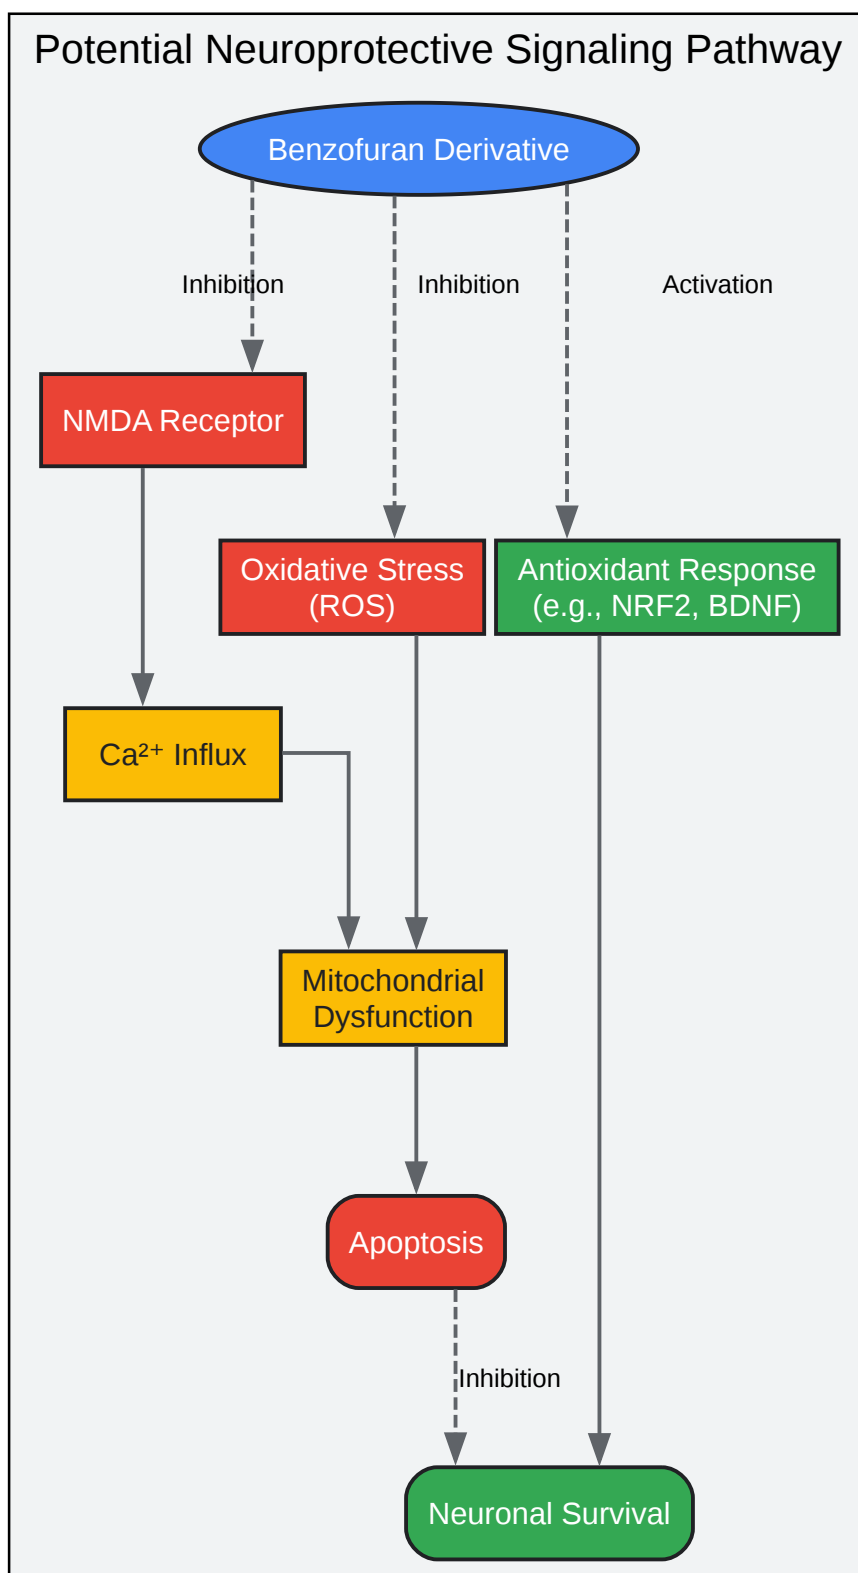 Potential Neuroprotective Signaling Pathway
Benzofuran Derivative
Inhibition
Inhibition
Activation
NMDA Receptor
Oxidative Stress
(ROS)
Antioxidant Response
(e.g., NRF2, BDNF)
Ca²⁺ Influx
Mitochondrial
Dysfunction
Apoptosis
Inhibition
Neuronal Survival